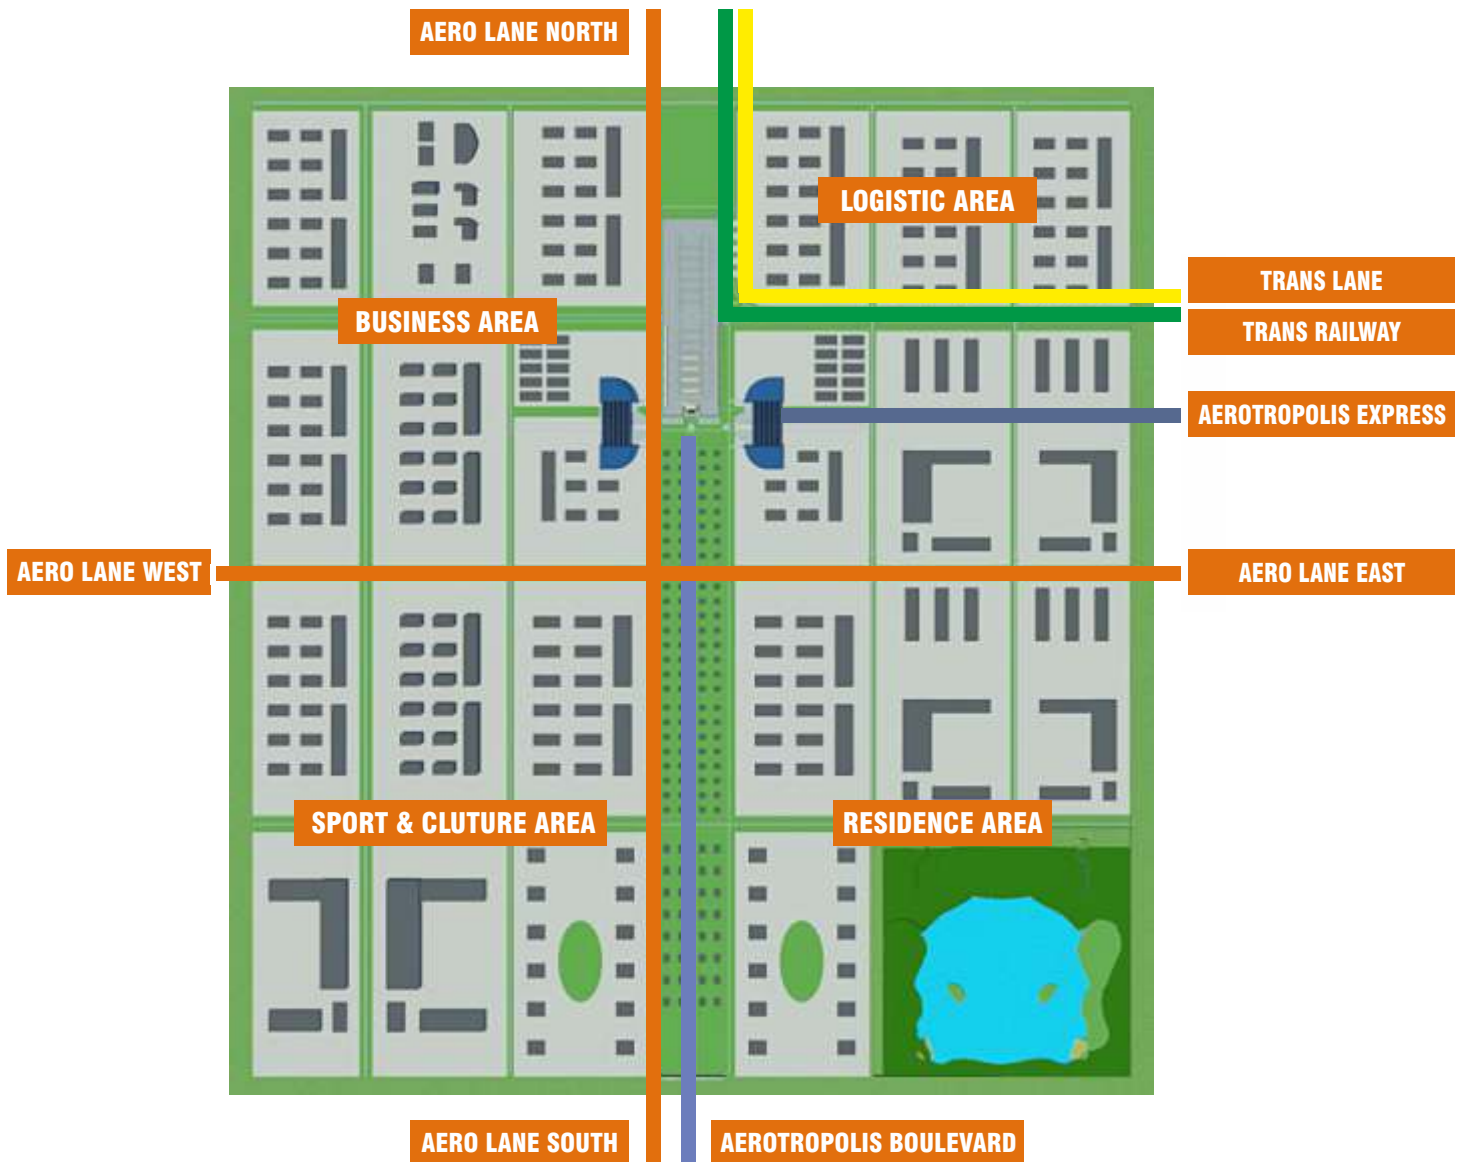 AERO LANE NORTH
LOGISTIC AREA
TRANS LANE
BUSINESS AREA
TRANS RAILWAY
AEROTROPOLIS EXPRESS
AERO LANE WEST
AERO LANE EAST
SPORT & CLUTURE AREA
RESIDENCE AREA
AERO LANE SOUTH
AEROTROPOLIS BOULEVARD